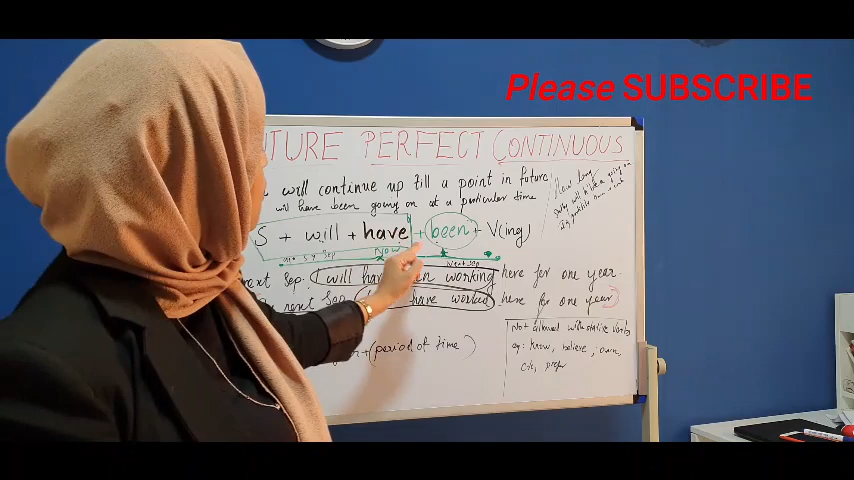 Please SUBSCRIBE
UTURE PERFECT CONTINUOUS
will continue up till a point in future
will have been going on at a particular time
S + will + have + been + V(ing)
Now
Next Sep
next Sep. I will have been working here for one year.
next Sep. have worked here for one year
+ (period of time)
How long
Not allowed with stative verbs
eg: know, believe, own,
prefer